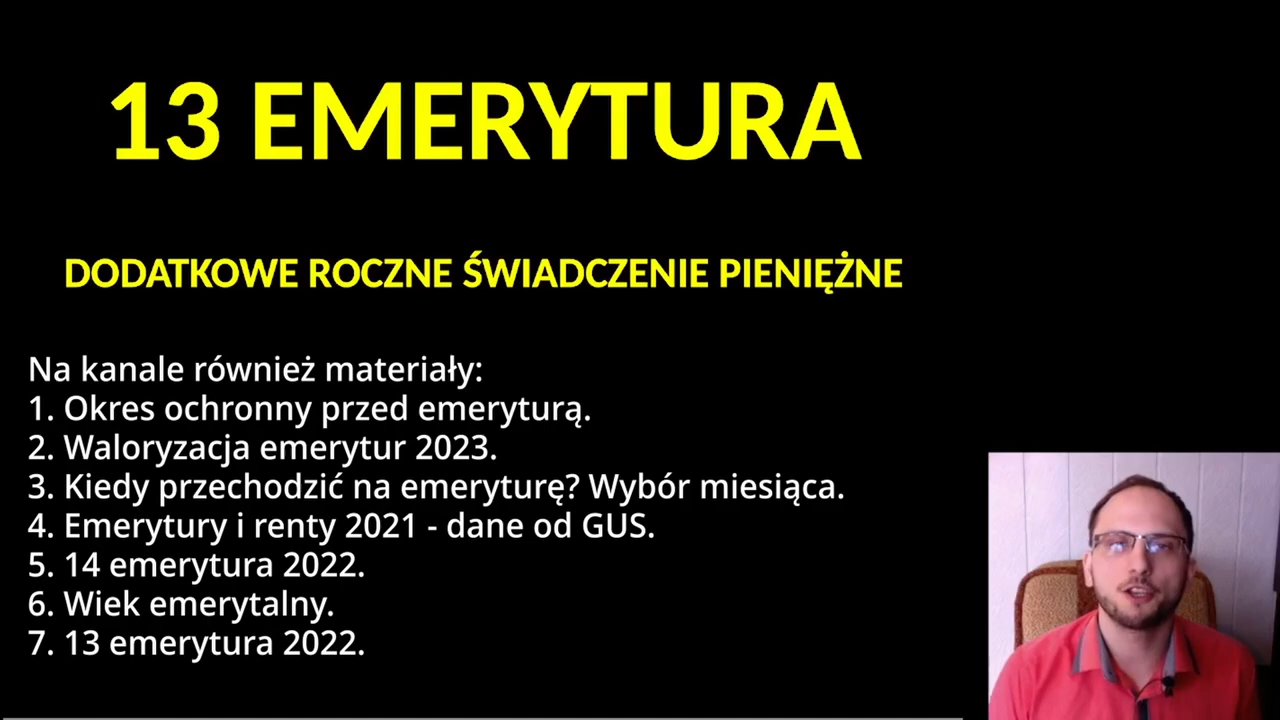 13 EMERYTURA
DODATKOWE ROCZNE ŚWIADCZENIE PIENIĘŻNE
Na kanale również materiały:
1. Okres ochronny przed emeryturą.
2. Waloryzacja emerytur 2023.
3. Kiedy przechodzić na emeryturę? Wybór miesiąca.
4. Emerytury i renty 2021 - dane od GUS.
5. 14 emerytura 2022.
6. Wiek emerytalny.
7. 13 emerytura 2022.